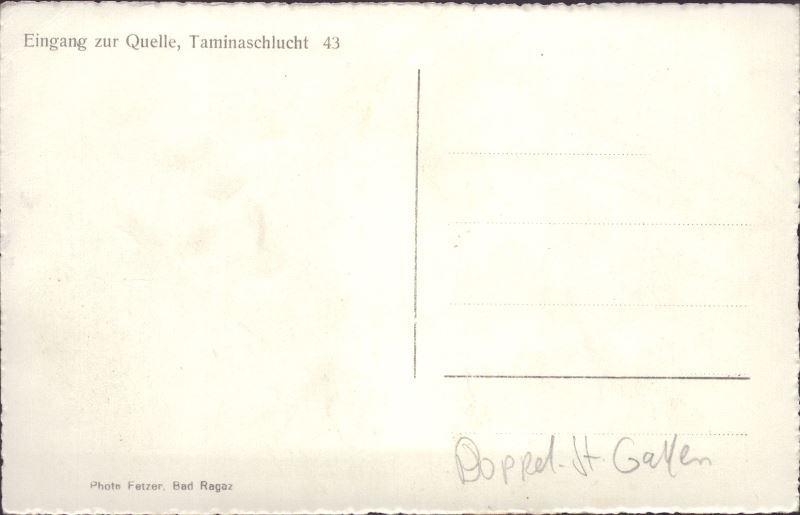 Eingang zur Quelle, Taminaschlucht 43
Doppel. St. Gallen
Photo Fetzer, Bad Ragaz